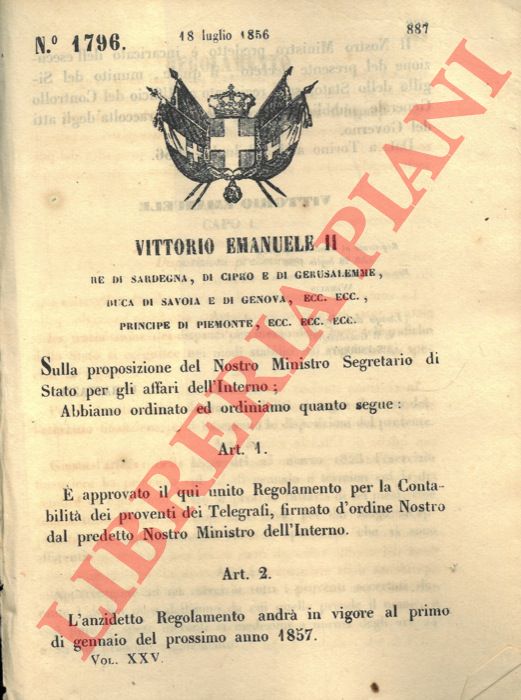 N.º 1796.
18 luglio 1856
887
CAPO I.
VITTORIO EMANUELE II
RE DI SARDEGNA, DI CIPRO E DI GERUSALEMME,
DUCA DI SAVOIA E DI GENOVA, ECC. ECC.,
PRINCIPE DI PIEMONTE, ECC. ECC. ECC.
Sulla proposizione del Nostro Ministro Segretario di
Stato per gli affari dell'Interno;
Abbiamo ordinato ed ordiniamo quanto segue:
Art. 1.
È approvato il qui unito Regolamento per la Conta-
bilità dei proventi dei Telegrafi, firmato d'ordine Nostro
dal predetto Nostro Ministro dell'Interno.
Art. 2.
L'anzidetto Regolamento andrà in vigore al primo
di gennaio del prossimo anno 1857.
VOL. XXV.
LIBRERIA PIANI